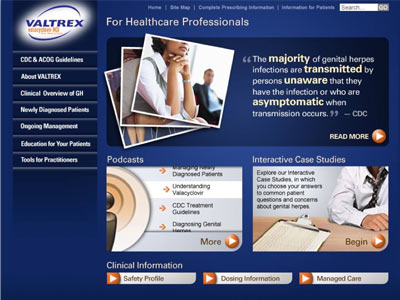 Home | Site Map | Complete Prescribing Information | Information for Patients
Search
GO
VALTREX
valacyclovir HCl
For Healthcare Professionals
CDC & ACOG Guidelines
About VALTREX
Clinical Overview of GH
Newly Diagnosed Patients
Ongoing Management
Education for Your Patients
Tools for Practitioners
"The majority of genital herpes
infections are transmitted by
persons unaware that they
have the infection or who are
asymptomatic when
transmission occurs." — CDC
READ MORE
Podcasts
Managing Newly
Diagnosed Patients
Understanding
Valacyclovir
CDC Treatment
Guidelines
Diagnosing Genital
Herpes
More
Interactive Case Studies
Explore our Interactive
Case Studies, in which
you choose your answers
to common patient
questions and concerns
about genital herpes.
Begin
Clinical Information
Safety Profile
Dosing Information
Managed Care